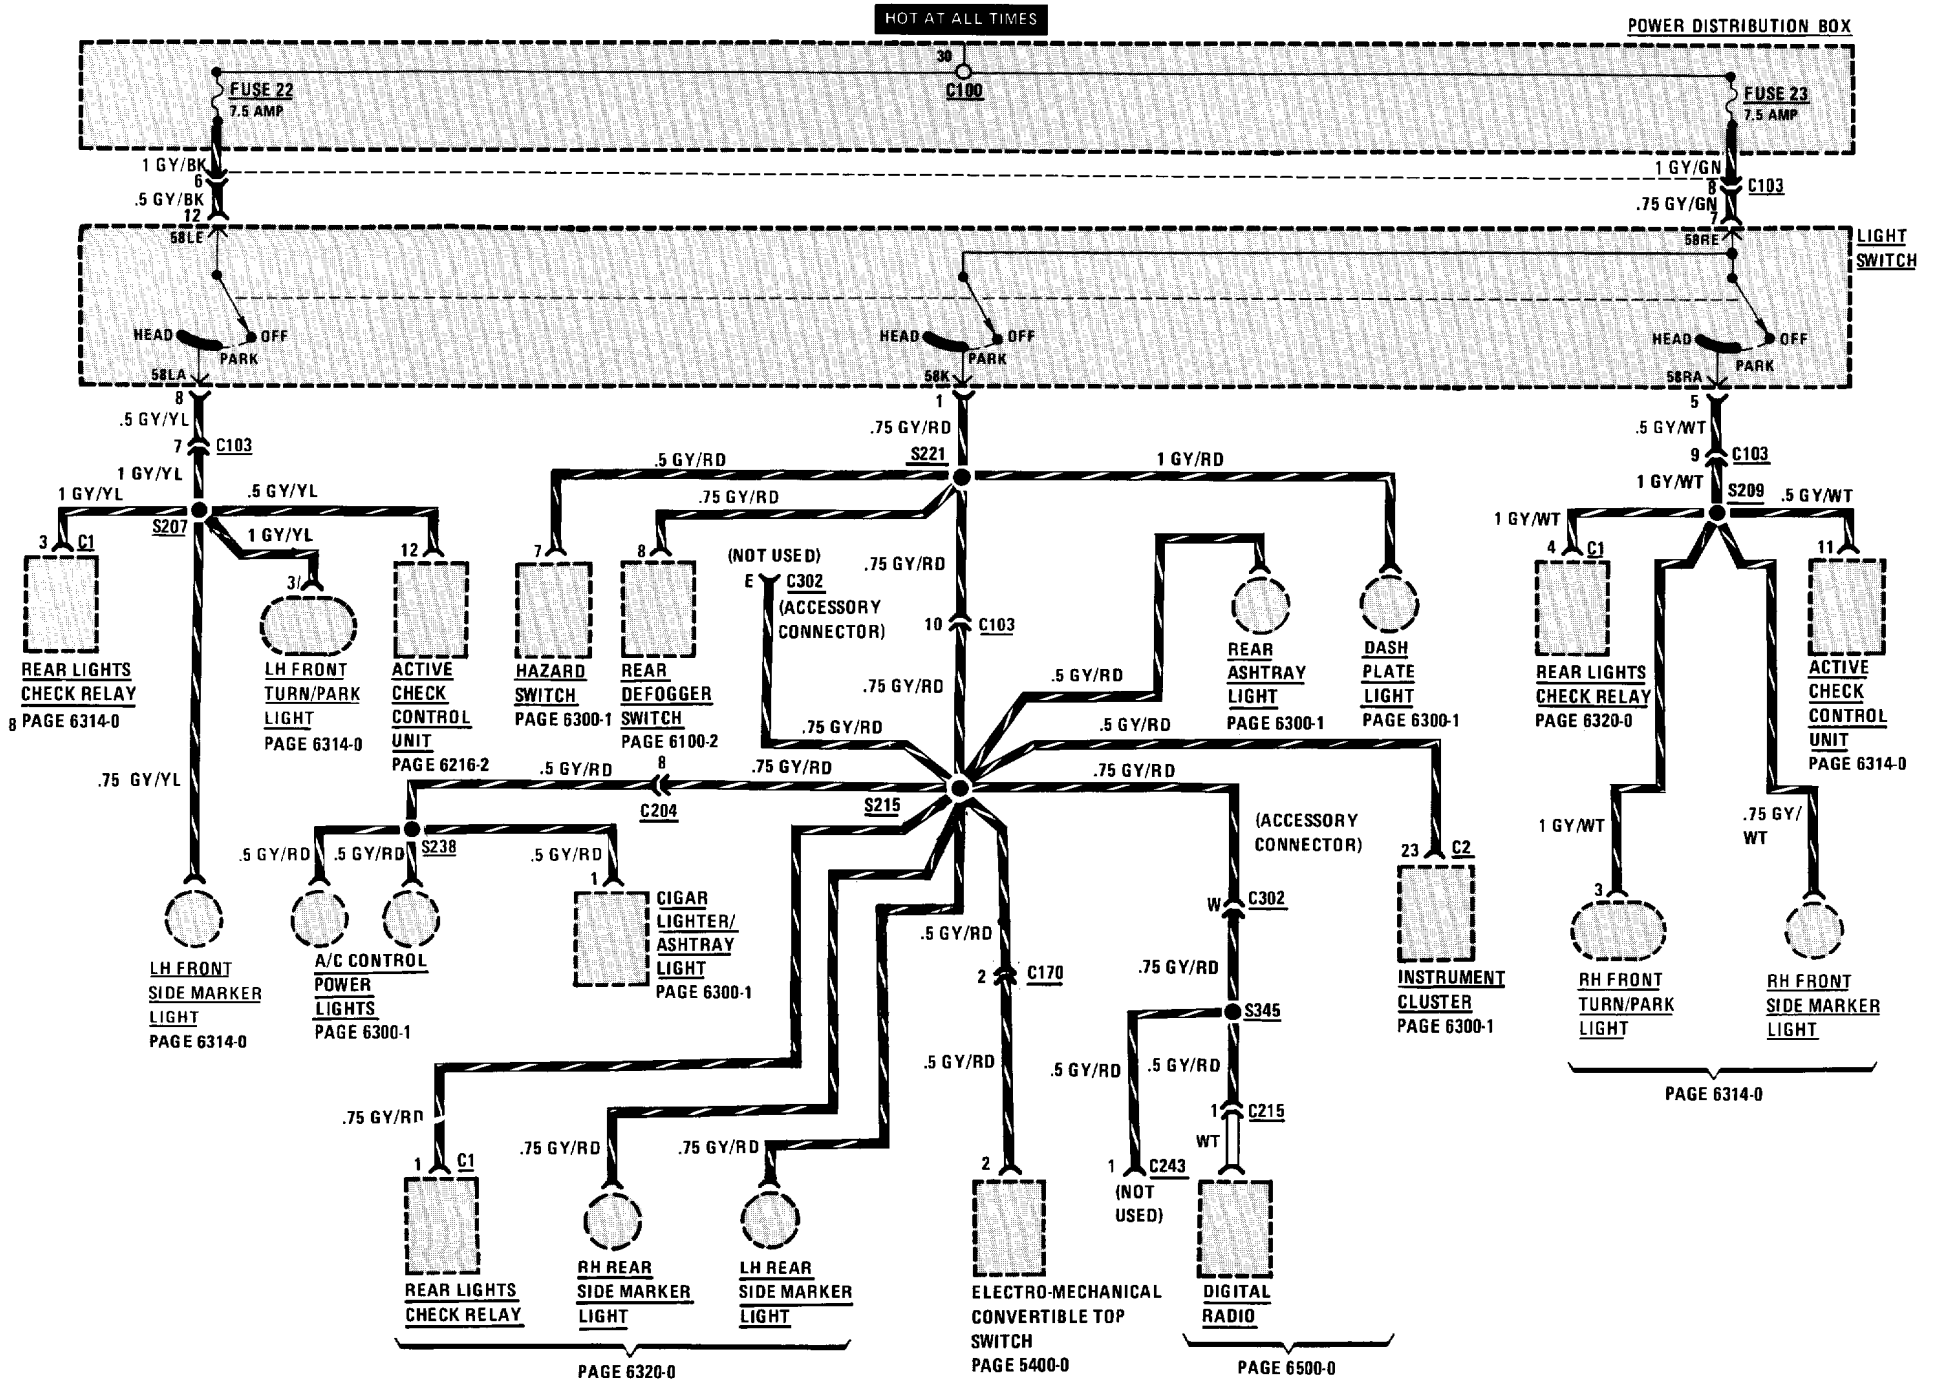 HOT AT ALL TIMES
POWER DISTRIBUTION BOX
30
C100
FUSE 22
7.5 AMP
FUSE 23
7.5 AMP
1 GY/BK
6
.5 GY/BK
12
1 GY/GN
8
C103
.75 GY/GN
7
58LE
58RE
LIGHT
SWITCH
HEAD
OFF
PARK
HEAD
OFF
PARK
HEAD
OFF
PARK
58LA
58K
58RA
8
.5 GY/YL
7
C103
1 GY/YL
1
.75 GY/RD
5
.5 GY/WT
9
C103
1 GY/WT
1 GY/YL
.5 GY/YL
S207
1 GY/YL
3
C1
3/
12
REAR LIGHTS
CHECK RELAY
8 PAGE 6314-0
LH FRONT
TURN/PARK
LIGHT
PAGE 6314-0
ACTIVE
CHECK
CONTROL
UNIT
PAGE 6216-2
.75 GY/YL
LH FRONT
SIDE MARKER
LIGHT
PAGE 6314-0
.5 GY/RD
S221
1 GY/RD
.75 GY/RD
7
8
HAZARD
SWITCH
PAGE 6300-1
REAR
DEFOGGER
SWITCH
PAGE 6100-2
(NOT USED)
E
C302
(ACCESSORY
CONNECTOR)
.75 GY/RD
10
C103
.75 GY/RD
REAR
ASHTRAY
LIGHT
PAGE 6300-1
DASH
PLATE
LIGHT
PAGE 6300-1
.5 GY/RD
.5 GY/RD
.75 GY/RD
.75 GY/RD
.75 GY/RD
.5 GY/RD
8
C204
S215
S238
.5 GY/RD
.5 GY/RD
.5 GY/RD
1
A/C CONTROL
POWER
LIGHTS
PAGE 6300-1
CIGAR
LIGHTER/
ASHTRAY
LIGHT
PAGE 6300-1
(ACCESSORY
CONNECTOR)
W
C302
.5 GY/RD
2
C170
.5 GY/RD
.75 GY/RD
S345
.5 GY/RD
.5 GY/RD
1
C215
WT
1
C243
(NOT
USED)
23
C2
INSTRUMENT
CLUSTER
PAGE 6300-1
.75 GY/RD
1
C1
.75 GY/RD
.75 GY/RD
2
REAR LIGHTS
CHECK RELAY
RH REAR
SIDE MARKER
LIGHT
LH REAR
SIDE MARKER
LIGHT
PAGE 6320-0
ELECTRO-MECHANICAL
CONVERTIBLE TOP
SWITCH
PAGE 5400-0
DIGITAL
RADIO
PAGE 6500-0
S209
.5 GY/WT
1 GY/WT
4
C1
11
REAR LIGHTS
CHECK RELAY
PAGE 6320-0
ACTIVE
CHECK
CONTROL
UNIT
PAGE 6314-0
1 GY/WT
.75 GY/
WT
3
RH FRONT
TURN/PARK
LIGHT
RH FRONT
SIDE MARKER
LIGHT
PAGE 6314-0